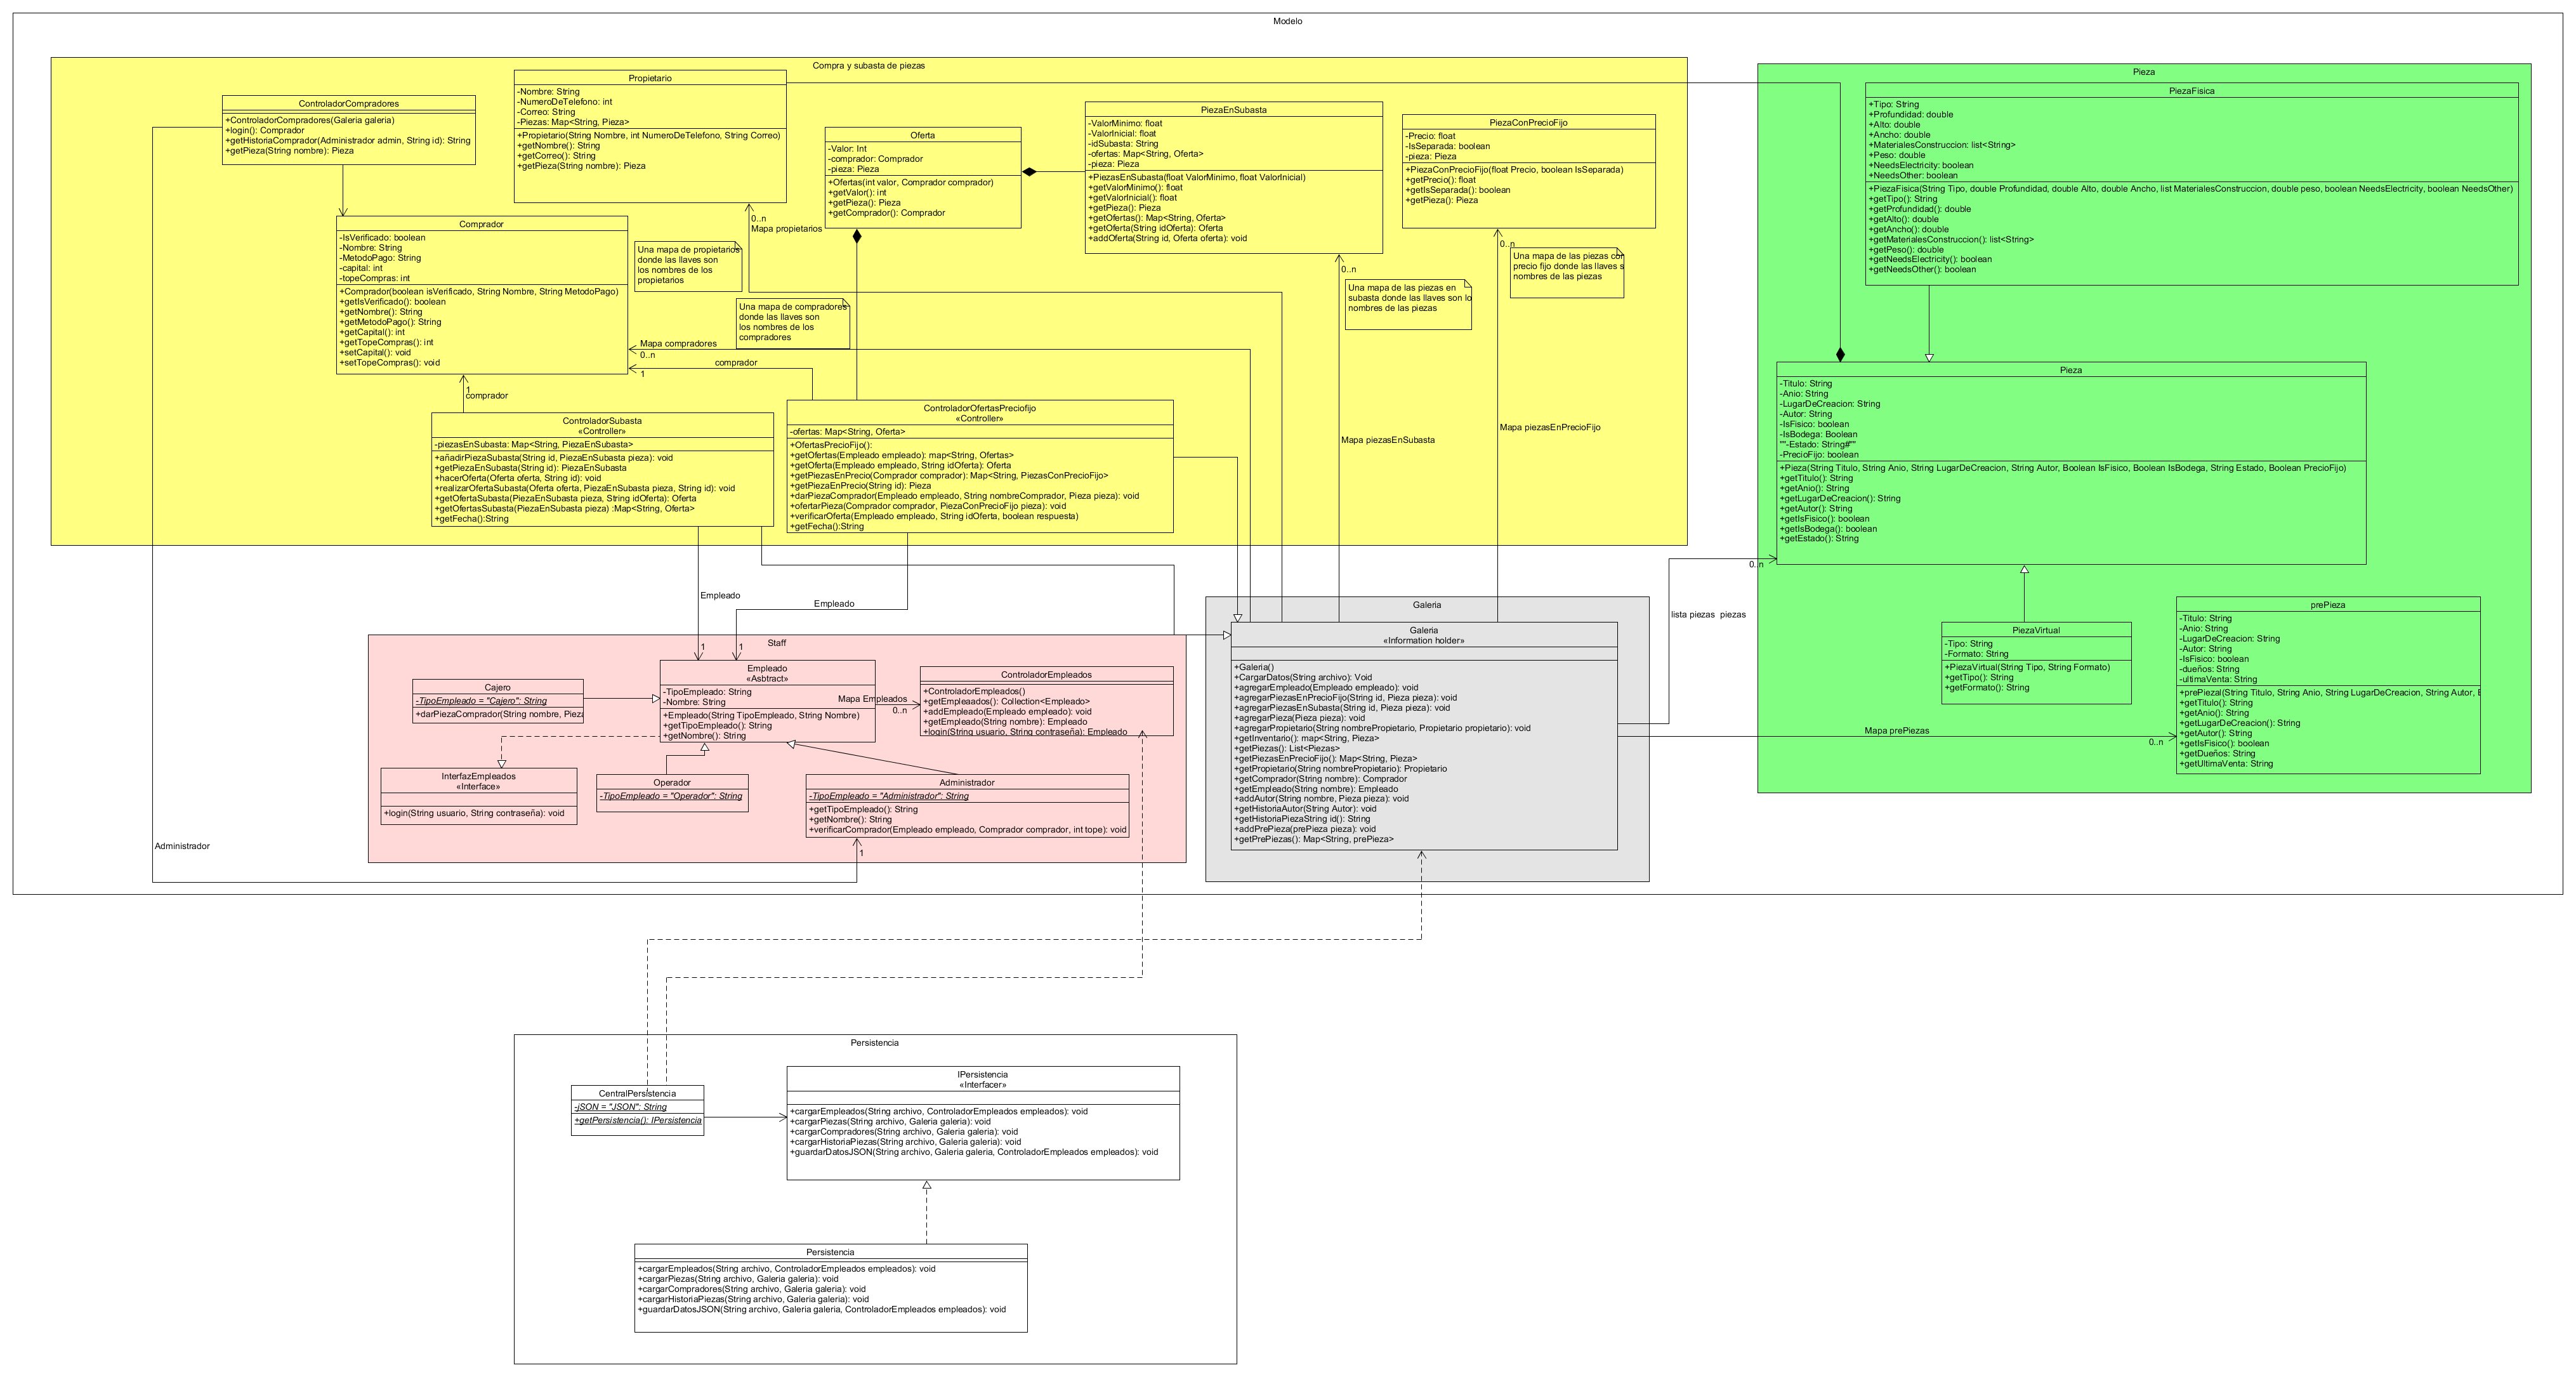 Modelo
Compra y subasta de piezas
ControladorCompradores
+ControladorCompradores(Galeria galeria)
+login(): Comprador
+getHistoriaComprador(Administrador admin, String id): String
+getPieza(String nombre): Pieza
Propietario
-Nombre: String
-NumeroDeTelefono: int
-Correo: String
-Piezas: Map<String, Pieza>
+Propietario(String Nombre, int NumeroDeTelefono, String Correo)
+getNombre(): String
+getCorreo(): String
+getPieza(String nombre): Pieza
Oferta
-Valor: Int
-comprador: Comprador
-pieza: Pieza
+Ofertas(int valor, Comprador comprador)
+getValor(): int
+getPieza(): Pieza
+getComprador(): Comprador
PiezaEnSubasta
-ValorMinimo: float
-ValorInicial: float
-idSubasta: String
-ofertas: Map<String, Oferta>
-pieza: Pieza
+PiezasEnSubasta(float ValorMinimo, float ValorInicial)
+getValorMinimo(): float
+getValorInicial(): float
+getPieza(): Pieza
+getOfertas(): Map<String, Oferta>
+getOferta(String idOferta): Oferta
+addOferta(String id, Oferta oferta): void
PiezaConPrecioFijo
-Precio: float
-IsSeparada: boolean
-pieza: Pieza
+PiezaConPrecioFijo(float Precio, boolean IsSeparada)
+getPrecio(): float
+getIsSeparada(): boolean
+getPieza(): Pieza
Comprador
-IsVerificado: boolean
-Nombre: String
-MetodoPago: String
-capital: int
-topeCompras: int
+Comprador(boolean isVerificado, String Nombre, String MetodoPago)
+getIsVerificado(): boolean
+getNombre(): String
+getMetodoPago(): String
+getCapital(): int
+getTopeCompras(): int
+setCapital(): void
+setTopeCompras(): void
0..n
Mapa propietarios
Una mapa de propietarios
donde las llaves son
los nombres de los
propietarios
Una mapa de compradores
donde las llaves son
los nombres de los
compradores
0..n
Una mapa de las piezas en
subasta donde las llaves son lo
nombres de las piezas
0..n
Una mapa de las piezas con
precio fijo donde las llaves s
nombres de las piezas
Mapa compradores
0..n
comprador
1
1
comprador
ControladorSubasta
«Controller»
-piezasEnSubasta: Map<String, PiezaEnSubasta>
+añadirPiezaSubasta(String id, PiezaEnSubasta pieza): void
+getPiezaEnSubasta(String id): PiezaEnSubasta
+hacerOferta(Oferta oferta, String id): void
+realizarOfertaSubasta(Oferta oferta, PiezaEnSubasta pieza, String id): void
+getOfertaSubasta(PiezaEnSubasta pieza, String idOferta): Oferta
+getOfertasSubasta(PiezaEnSubasta pieza) :Map<String, Oferta>
+getFecha():String
ControladorOfertasPreciofijo
«Controller»
-ofertas: Map<String, Oferta>
+OfertasPrecioFijo():
+getOfertas(Empleado empleado): map<String, Ofertas>
+getOferta(Empleado empleado, String idOferta): Oferta
+getPiezasEnPrecio(Comprador comprador): Map<String, PiezasConPrecioFijo>
+getPiezaEnPrecio(String id): Pieza
+darPiezaComprador(Empleado empleado, String nombreComprador, Pieza pieza): void
+ofertarPieza(Comprador comprador, PiezaConPrecioFijo pieza): void
+verificarOferta(Empleado empleado, String idOferta, boolean respuesta)
+getFecha():String
Mapa piezasEnSubasta
Mapa piezasEnPrecioFijo
Pieza
PiezaFisica
+Tipo: String
+Profundidad: double
+Alto: double
+Ancho: double
+MaterialesConstruccion: list<String>
+Peso: double
+NeedsElectricity: boolean
+NeedsOther: boolean
+PiezaFisica(String Tipo, double Profundidad, double Alto, double Ancho, list MaterialesConstruccion, double peso, boolean NeedsElectricity, boolean NeedsOther)
+getTipo(): String
+getProfundidad(): double
+getAlto(): double
+getAncho(): double
+getMaterialesConstruccion(): list<String>
+getPeso(): double
+getNeedsElectricity(): boolean
+getNeedsOther(): boolean
Pieza
-Titulo: String
-Anio: String
-LugarDeCreacion: String
-Autor: String
-IsFisico: boolean
-IsBodega: Boolean
""-Estado: String#""
-PrecioFijo: boolean
+Pieza(String Titulo, String Anio, String LugarDeCreacion, String Autor, Boolean IsFisico, Boolean IsBodega, String Estado, Boolean PrecioFijo)
+getTitulo(): String
+getAnio(): String
+getLugarDeCreacion(): String
+getAutor(): String
+getIsFisico(): boolean
+getIsBodega(): boolean
+getEstado(): String
0..n
lista piezas piezas
PiezaVirtual
-Tipo: String
-Formato: String
+PiezaVirtual(String Tipo, String Formato)
+getTipo(): String
+getFormato(): String
prePieza
-Titulo: String
-Anio: String
-LugarDeCreacion: String
-Autor: String
-IsFisico: boolean
-dueños: String
-ultimaVenta: String
+prePiezal(String Titulo, String Anio, String LugarDeCreacion, String Autor, E
+getTitulo(): String
+getAnio(): String
+getLugarDeCreacion(): String
+getAutor(): String
+getIsFisico(): boolean
+getDueños: String
+getUltimaVenta: String
Mapa prePiezas
0..n
Empleado
Empleado
1
1
Staff
Cajero
-TipoEmpleado = "Cajero": String
+darPiezaComprador(String nombre, Pieza
Empleado
«Asbtract»
-TipoEmpleado: String
-Nombre: String
+Empleado(String TipoEmpleado, String Nombre)
+getTipoEmpleado(): String
+getNombre(): String
Mapa Empleados
0..n
ControladorEmpleados
+ControladorEmpleados()
+getEmpleaados(): Collection<Empleado>
+addEmpleado(Empleado empleado): void
+getEmpleado(String nombre): Empleado
+login(String usuario, String contraseña): Empleado
InterfazEmpleados
«Interface»
+login(String usuario, String contraseña): void
Operador
-TipoEmpleado = "Operador": String
Administrador
-TipoEmpleado = "Administrador": String
+getTipoEmpleado(): String
+getNombre(): String
+verificarComprador(Empleado empleado, Comprador comprador, int tope): void
1
Administrador
Galeria
Galeria
«Information holder»
+Galeria()
+CargarDatos(String archivo): Void
+agregarEmpleado(Empleado empleado): void
+agregarPiezasEnPrecioFijo(String id, Pieza pieza): void
+agregarPiezasEnSubasta(String id, Pieza pieza): void
+agregarPieza(Pieza pieza): void
+agregarPropietario(String nombrePropietario, Propietario propietario): void
+getInventario(): map<String, Pieza>
+getPiezas(): List<Piezas>
+getPiezasEnPrecioFijo(): Map<String, Pieza>
+getPropietario(String nombrePropietario): Propietario
+getComprador(String nombre): Comprador
+getEmpleado(String nombre): Empleado
+addAutor(String nombre, Pieza pieza): void
+getHistoriaAutor(String Autor): void
+getHistoriaPiezaString id(): String
+addPrePieza(prePieza pieza): void
+getPrePiezas(): Map<String, prePieza>
Persistencia
CentralPersistencia
-jSON = "JSON": String
+getPersistencia(): IPersistencia
IPersistencia
«Interfacer»
+cargarEmpleados(String archivo, ControladorEmpleados empleados): void
+cargarPiezas(String archivo, Galeria galeria): void
+cargarCompradores(String archivo, Galeria galeria): void
+cargarHistoriaPiezas(String archivo, Galeria galeria): void
+guardarDatosJSON(String archivo, Galeria galeria, ControladorEmpleados empleados): void
Persistencia
+cargarEmpleados(String archivo, ControladorEmpleados empleados): void
+cargarPiezas(String archivo, Galeria galeria): void
+cargarCompradores(String archivo, Galeria galeria): void
+cargarHistoriaPiezas(String archivo, Galeria galeria): void
+guardarDatosJSON(String archivo, Galeria galeria, ControladorEmpleados empleados): void